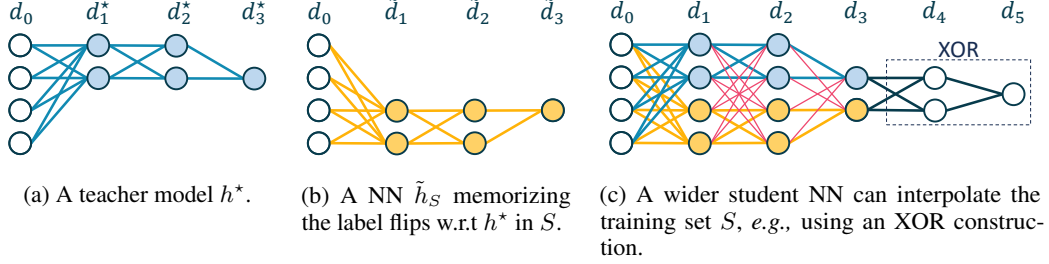 d₀ d₁* d₂* d₃* d₀ d̃₁ d̃₂ d̃₃ d₀ d₁ d₂ d₃ d₄ d₅
XOR
(a) A teacher model h*.
(b) A NN h̃_S memorizing
the label flips w.r.t h* in S.
(c) A wider student NN can interpolate the
training set S, e.g., using an XOR construc-
tion.